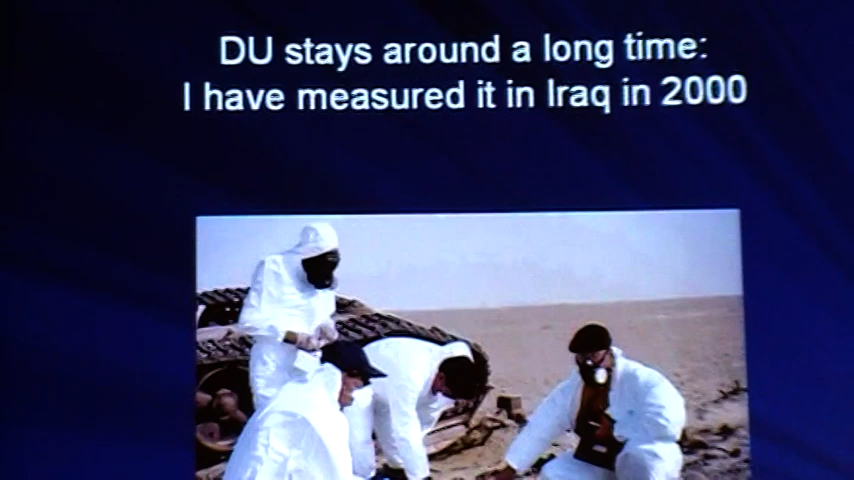 DU stays around a long time:
I have measured it in Iraq in 2000